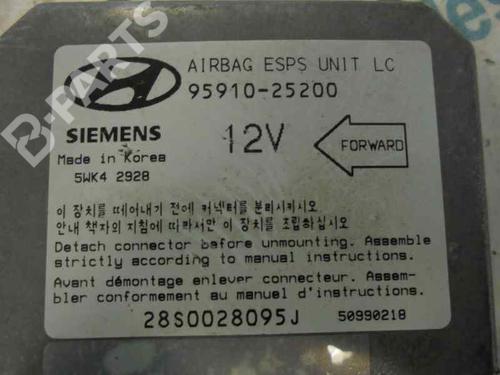 B-PARTS
AIRBAG ESPS UNIT LC
95910-25200
SIEMENS
12V
FORWARD
Made in Korea
5WK4 2928
이 장치를 떼어내기 전에 커넥터를 분리시키시오
안내 책자의 지침에 따라서만 이 장치를 조립하십시오
Detach connector before unmounting. Assemble
strictly according to manual instructions.
Avant démontage enlever connecteur. Assem-
bler conformement au manuel d'instructions.
28S0028095J
50990218